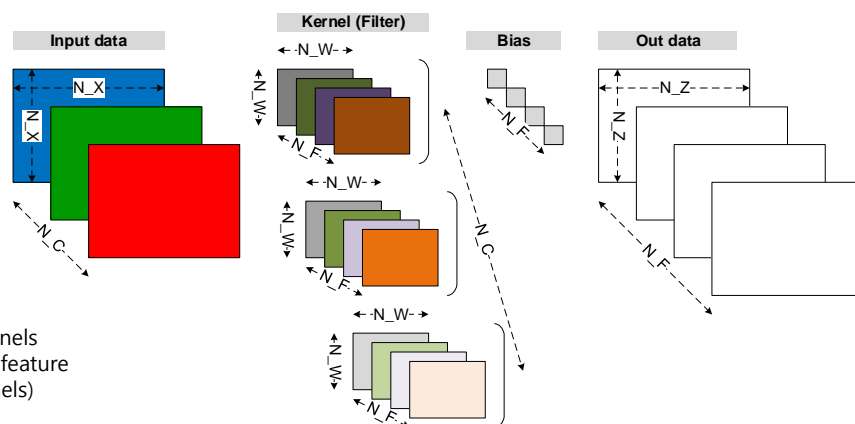 Input data
Kernel (Filter)
Bias
Out data
N_X
N_X
N_C
N_W
N_W
N_F
N_W
N_W
N_F
N_W
N_W
N_F
N_C
N_F
N_Z
N_Z
N_F
nels
feature
els)